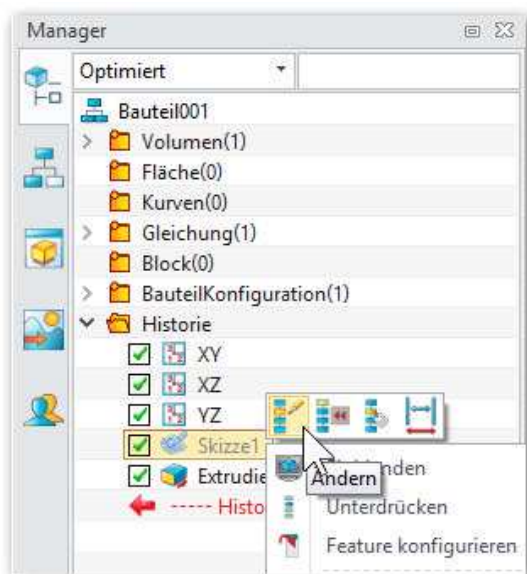 Manager
Optimiert
Bauteil001
Volumen(1)
Fläche(0)
Kurven(0)
Gleichung(1)
Block(0)
BauteilKonfiguration(1)
Historie
XY
XZ
YZ
Skizze1
Extrudie
----- Histo
Ändern
nden
Unterdrücken
Feature konfigurieren